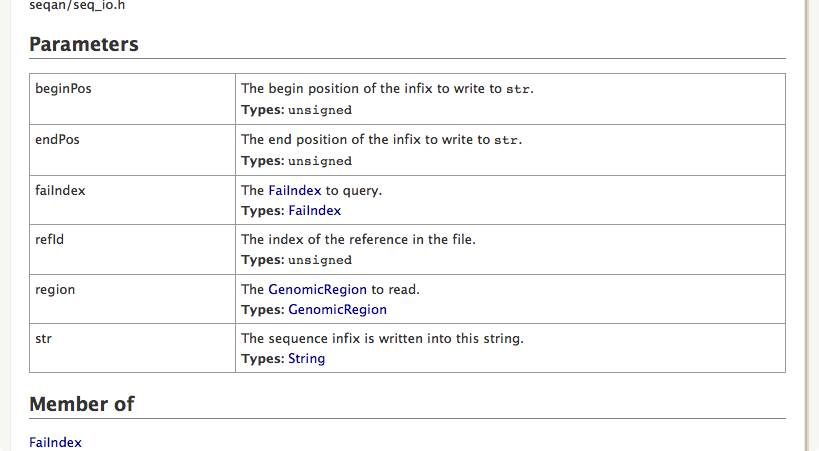 seqan/seq_io.h
Parameters
beginPos
The begin position of the infix to write to str.
Types: unsigned
endPos
The end position of the infix to write to str.
Types: unsigned
faiIndex
The FaiIndex to query.
Types: FaiIndex
refId
The index of the reference in the file.
Types: unsigned
region
The GenomicRegion to read.
Types: GenomicRegion
str
The sequence infix is written into this string.
Types: String
Member of
FaiIndex